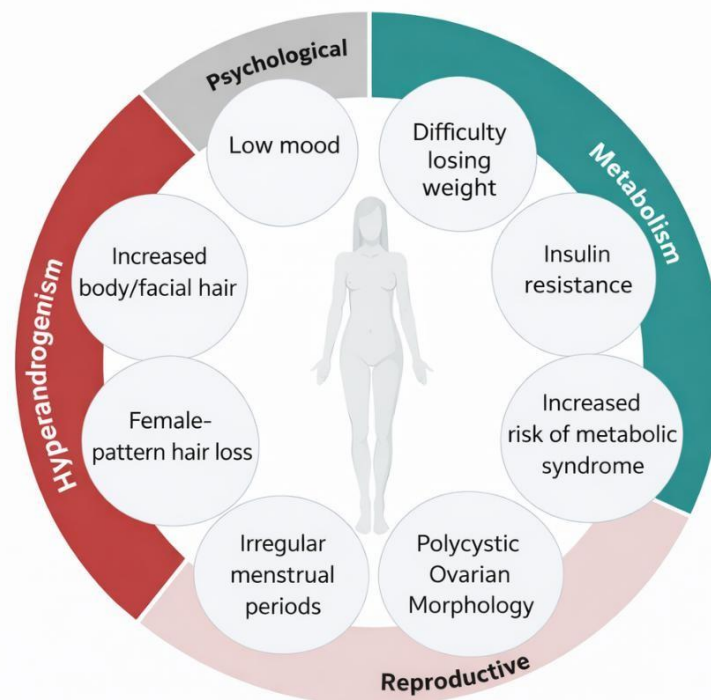 Psychological
Low mood
Metabolism
Difficulty
losing
weight
Insulin
resistance
Increased
risk of metabolic
syndrome
Reproductive
Polycystic
Ovarian
Morphology
Irregular
menstrual
periods
Hyperandrogenism
Female-
pattern hair loss
Increased
body/facial hair